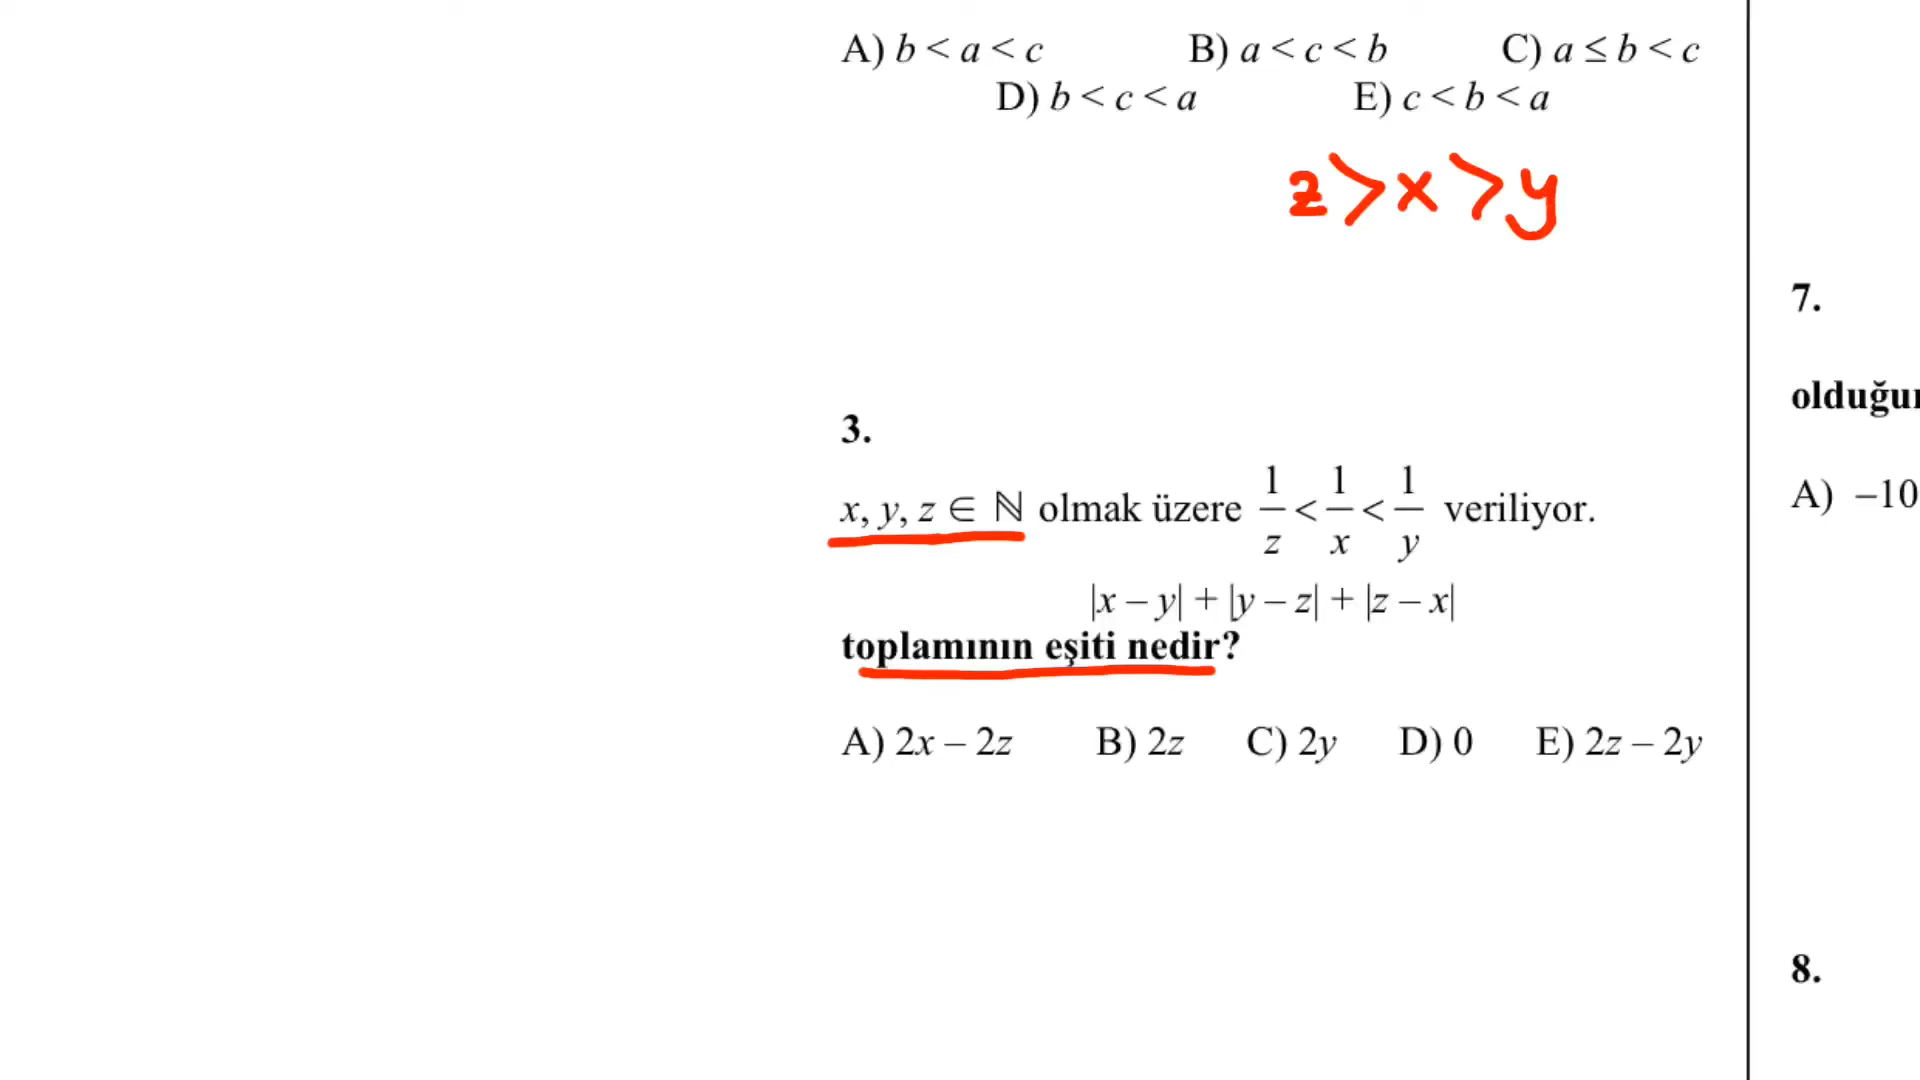 A) b < a < c B) a < c < b C) a ≤ b < c
D) b < c < a E) c < b < a
z > x > y
3.
x, y, z ∈ ℕ olmak üzere 1/z < 1/x < 1/y veriliyor.
|x – y| + |y – z| + |z – x|
toplamının eşiti nedir?
A) 2x – 2z B) 2z C) 2y D) 0 E) 2z – 2y
7.
A) –10
8.